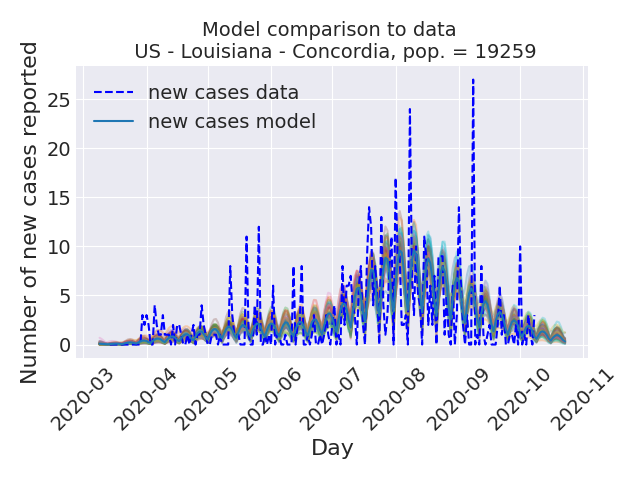 Model comparison to data
US - Louisiana - Concordia, pop. = 19259
new cases data
new cases model
Number of new cases reported
25
20
15
10
5
0
2020-03
2020-04
2020-05
2020-06
2020-07
2020-08
2020-09
2020-10
2020-11
Day